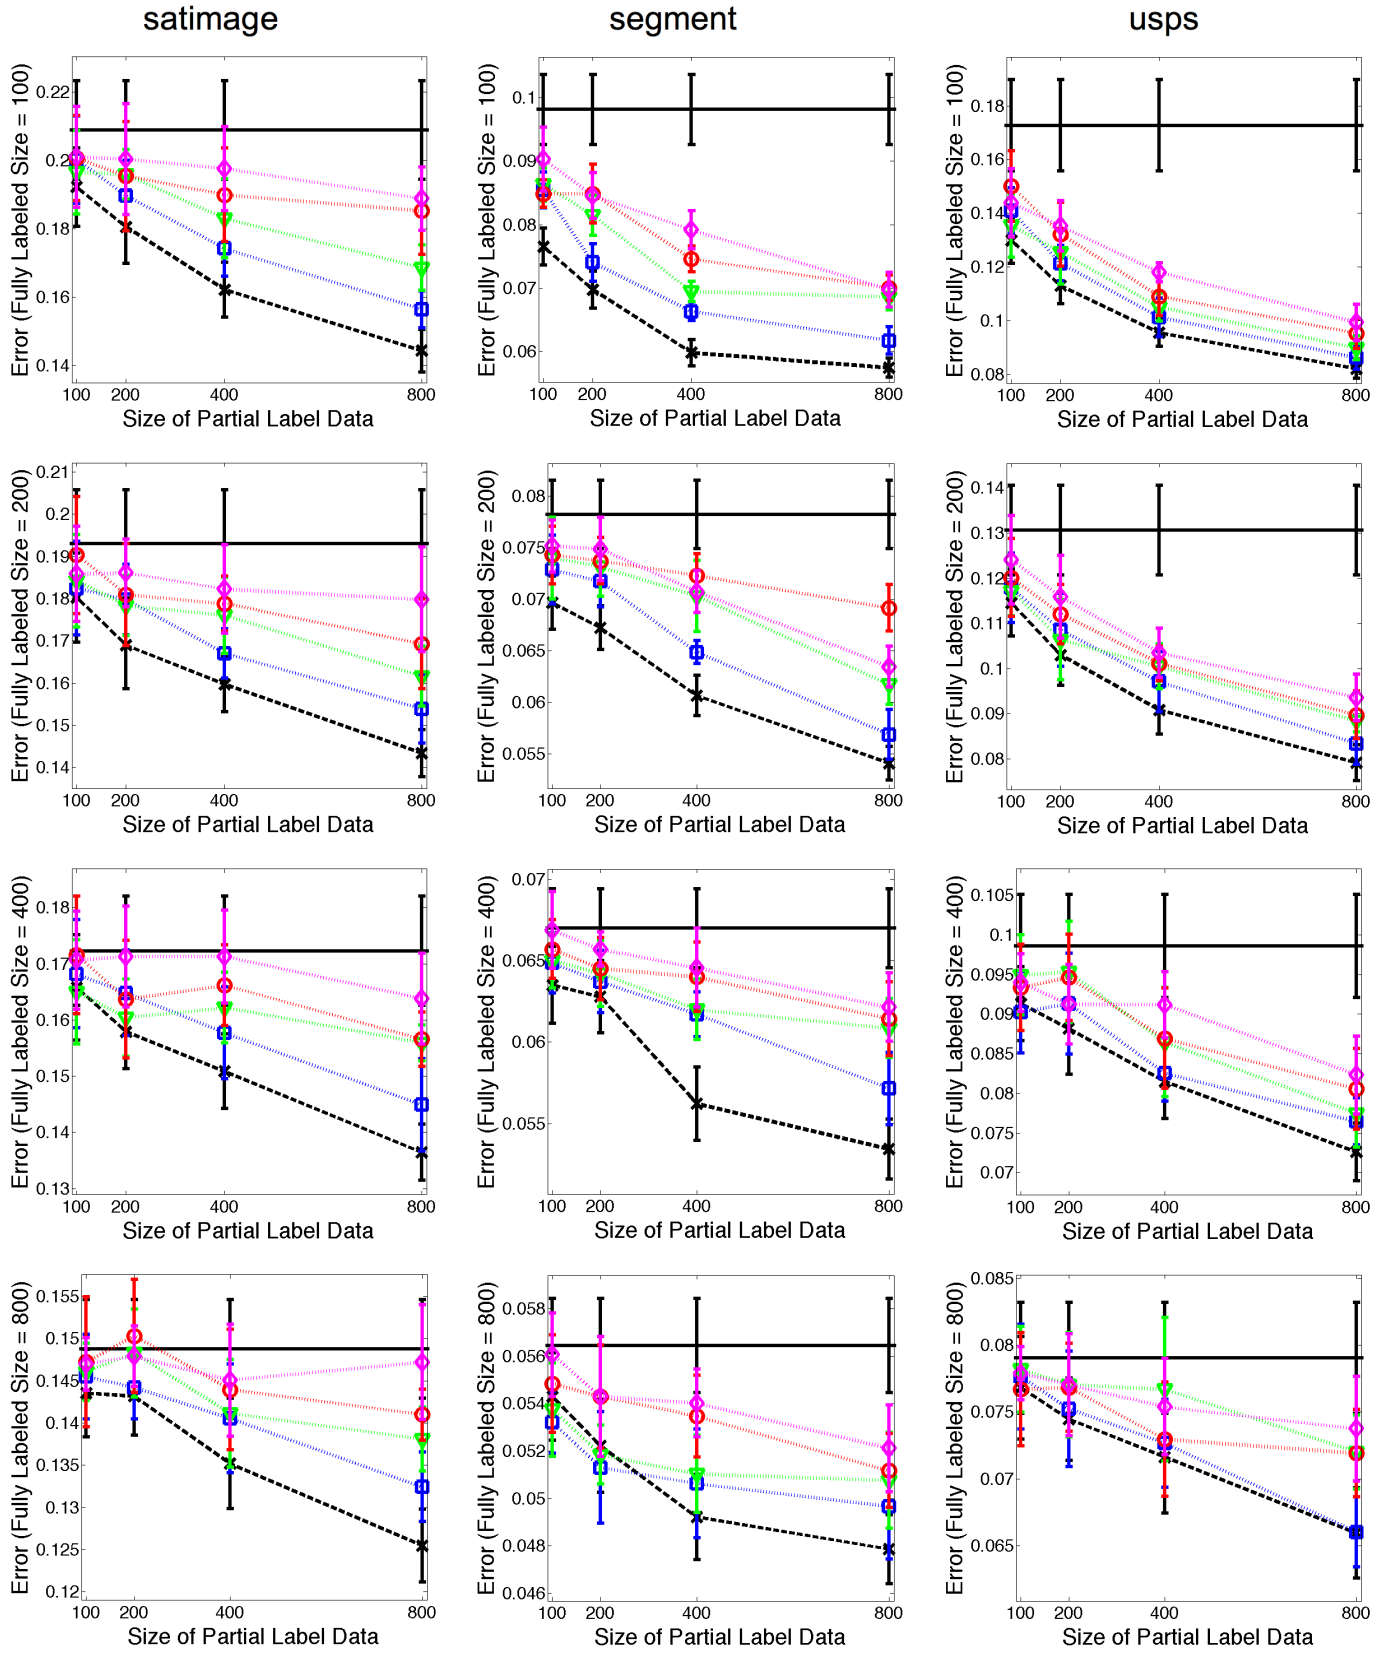 satimage
segment
usps
Error (Fully Labeled Size = 100)
0.22
0.2
0.18
0.16
0.14
100 200 400 800
Size of Partial Label Data
Error (Fully Labeled Size = 100)
0.1
0.09
0.08
0.07
0.06
100 200 400 800
Size of Partial Label Data
Error (Fully Labeled Size = 100)
0.18
0.16
0.14
0.12
0.1
0.08
100 200 400 800
Size of Partial Label Data
Error (Fully Labeled Size = 200)
0.21
0.2
0.19
0.18
0.17
0.16
0.15
0.14
100 200 400 800
Size of Partial Label Data
Error (Fully Labeled Size = 200)
0.08
0.075
0.07
0.065
0.06
0.055
100 200 400 800
Size of Partial Label Data
Error (Fully Labeled Size = 200)
0.14
0.13
0.12
0.11
0.1
0.09
0.08
100 200 400 800
Size of Partial Label Data
Error (Fully Labeled Size = 400)
0.18
0.17
0.16
0.15
0.14
0.13
100 200 400 800
Size of Partial Label Data
Error (Fully Labeled Size = 400)
0.07
0.065
0.06
0.055
100 200 400 800
Size of Partial Label Data
Error (Fully Labeled Size = 400)
0.105
0.1
0.095
0.09
0.085
0.08
0.075
0.07
100 200 400 800
Size of Partial Label Data
Error (Fully Labeled Size = 800)
0.155
0.15
0.145
0.14
0.135
0.13
0.125
0.12
100 200 400 800
Size of Partial Label Data
Error (Fully Labeled Size = 800)
0.058
0.056
0.054
0.052
0.05
0.048
0.046
100 200 400 800
Size of Partial Label Data
Error (Fully Labeled Size = 800)
0.085
0.08
0.075
0.07
0.065
100 200 400 800
Size of Partial Label Data